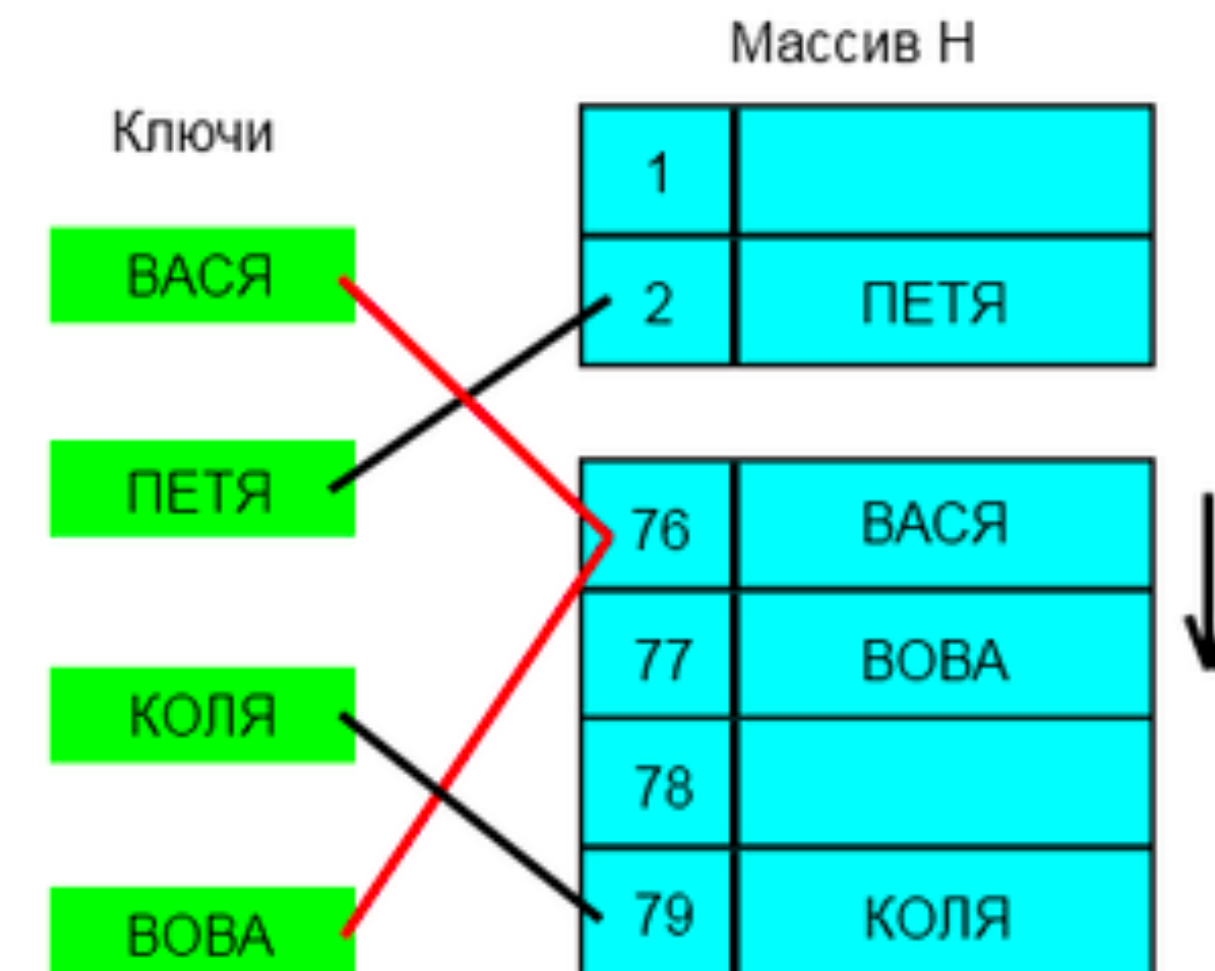 Массив H
Ключи
1
ВАСЯ
2 ПЕТЯ
ПЕТЯ
76 ВАСЯ
77 ВОВА
КОЛЯ
78
79 КОЛЯ
ВОВА